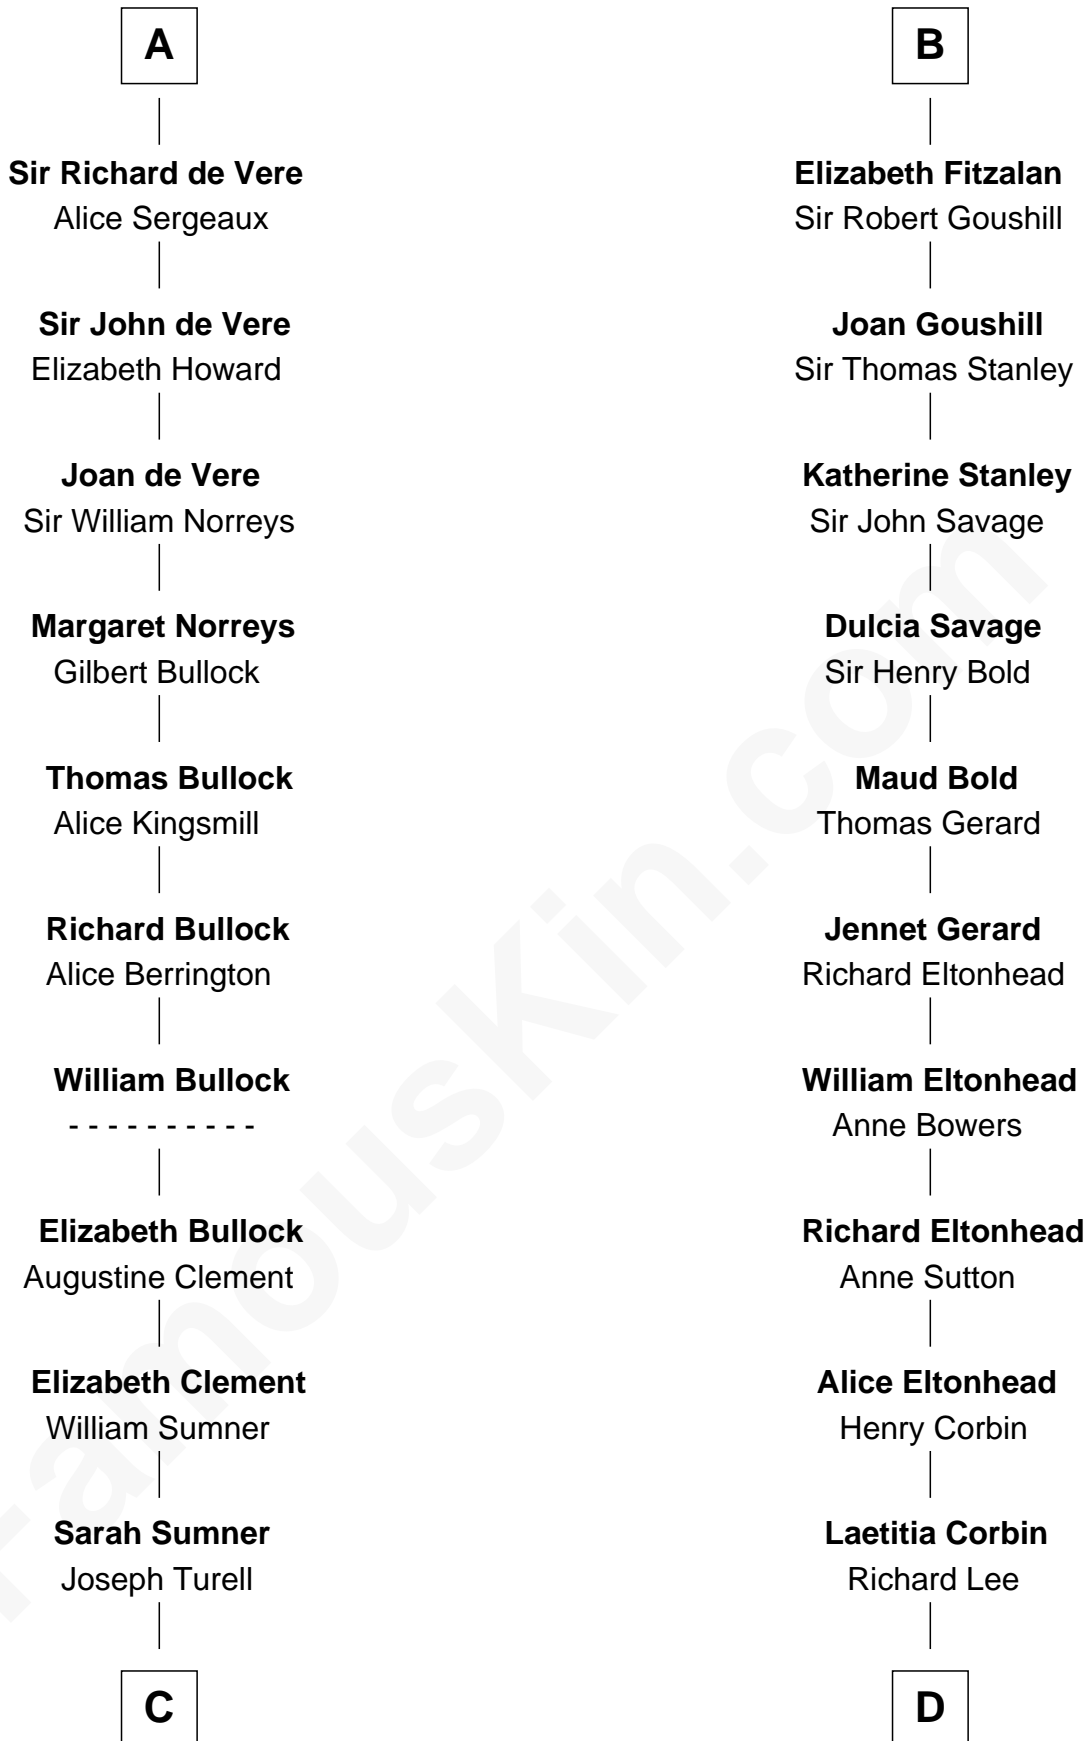 A
Sir Richard de Vere
Alice Sergeaux
Sir John de Vere
Elizabeth Howard
Joan de Vere
Sir William Norreys
Margaret Norreys
Gilbert Bullock
Thomas Bullock
Alice Kingsmill
Richard Bullock
Alice Berrington
William Bullock
- - - - - - - - - -
Elizabeth Bullock
Augustine Clement
Elizabeth Clement
William Sumner
Sarah Sumner
Joseph Turell
C
B
Elizabeth Fitzalan
Sir Robert Goushill
Joan Goushill
Sir Thomas Stanley
Katherine Stanley
Sir John Savage
Dulcia Savage
Sir Henry Bold
Maud Bold
Thomas Gerard
Jennet Gerard
Richard Eltonhead
William Eltonhead
Anne Bowers
Richard Eltonhead
Anne Sutton
Alice Eltonhead
Henry Corbin
Laetitia Corbin
Richard Lee
D
FamousKin.com